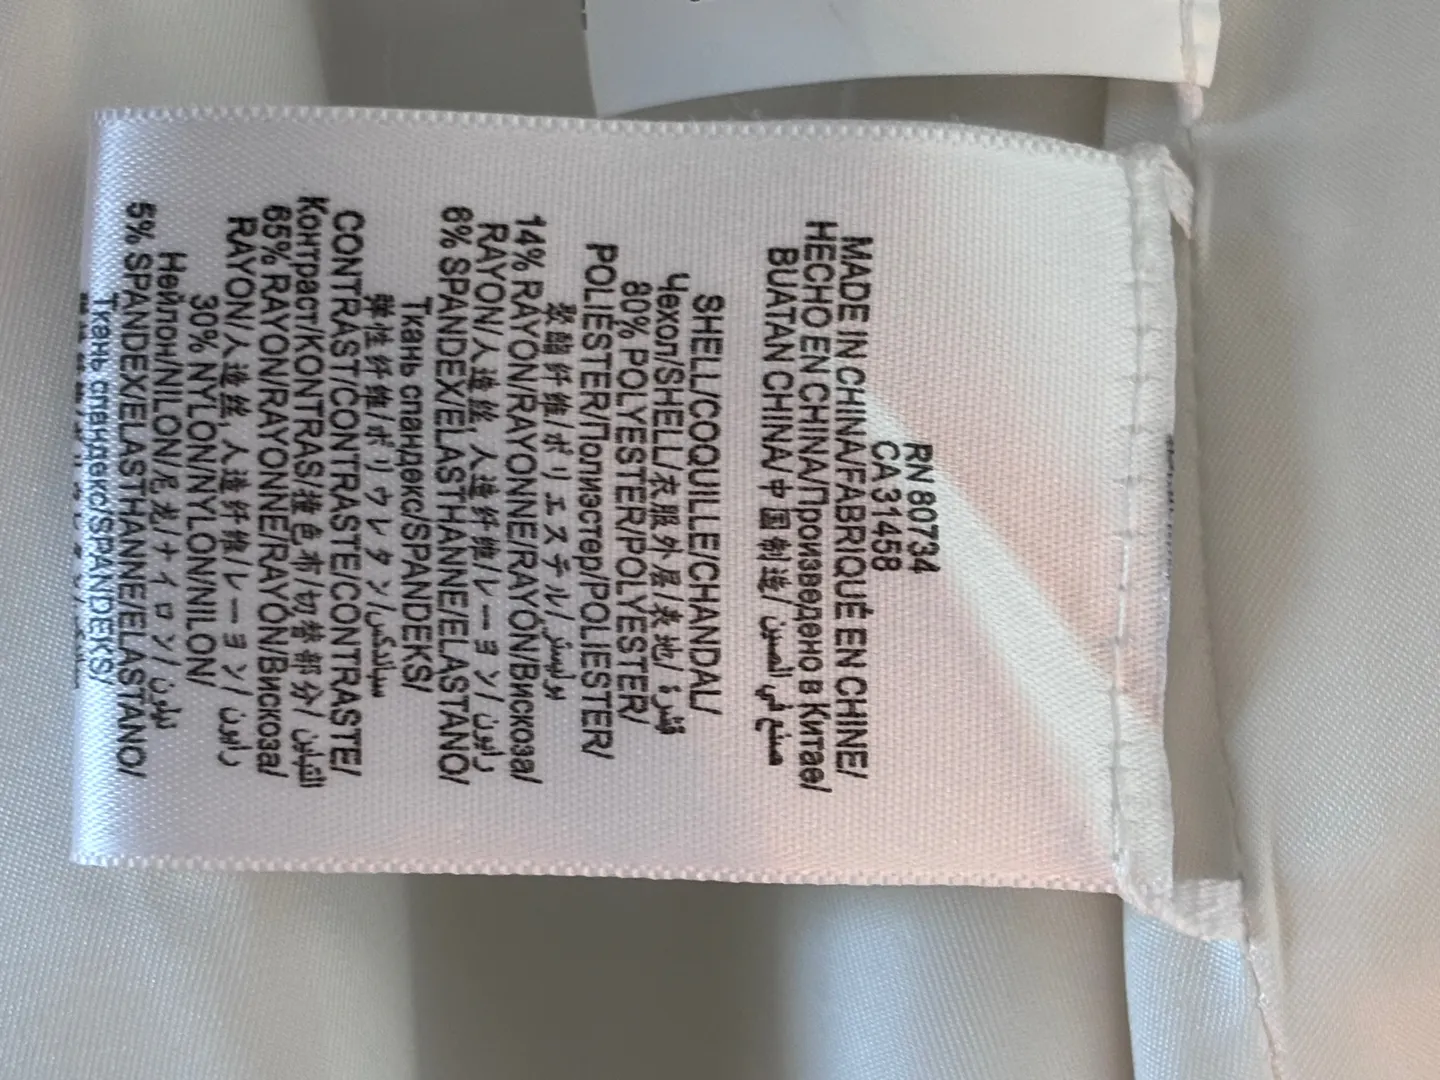 RN 80734
CA 31458
MADE IN CHINA/FABRIQUÉ EN CHINE/
HECHO EN CHINA/Произведено в Китае/
BUATAN CHINA/中国制造/صنع في الصين
SHELL/COQUILLE/CHANDAL/
Чехол/SHELL/衣服外层/表地/قشرة
80% POLYESTER/POLYESTER/
POLIÉSTER/Полиэстер/POLIESTER/
聚酯纤维/ポリエステル/بوليستر
14% RAYON/RAYONNE/RAYÓN/Вискоза/
RAYON/人造丝, 人造纤维/レーヨン/رايون
6% SPANDEX/ELASTHANNE/ELASTANO/
Ткань спандекс/SPANDEKS/
弹性纤维/ポリウレタン/سباندكس
CONTRAST/CONTRASTE/CONTRASTE/
Контраст/KONTRAS/撞色布/切替部分/التباين
65% RAYON/RAYONNE/RAYÓN/Вискоза/
RAYON/人造丝, 人造纤维/レーヨン/رايون
30% NYLON/NYLON/NILON/
Нейлон/NILON/尼龙/ナイロン/نيلون
5% SPANDEX/ELASTHANNE/ELASTANO/
Ткань спандекс/SPANDEKS/